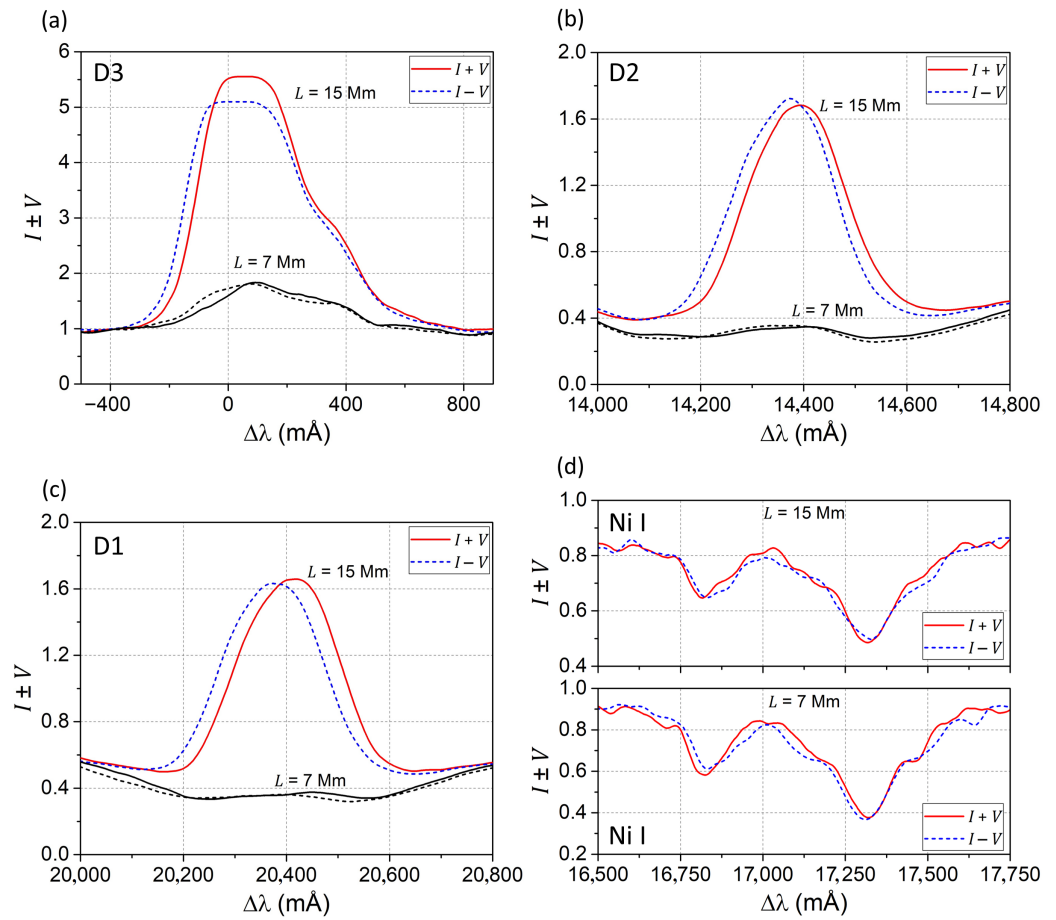 (a)
D3
I + V
I − V
L = 15 Mm
L = 7 Mm
I ± V
6
5
4
3
2
1
0
−400
0
400
800
Δλ (mÅ)
(b)
D2
I + V
I − V
L = 15 Mm
L = 7 Mm
I ± V
2.0
1.6
1.2
0.8
0.4
0.0
14,000
14,200
14,400
14,600
14,800
Δλ (mÅ)
(c)
D1
I + V
I − V
L = 15 Mm
L = 7 Mm
I ± V
2.0
1.6
1.2
0.8
0.4
0.0
20,000
20,200
20,400
20,600
20,800
Δλ (mÅ)
(d)
Ni I
L = 15 Mm
I + V
I − V
I ± V
1.0
0.8
0.6
0.4
L = 7 Mm
Ni I
I + V
I − V
I ± V
1.0
0.8
0.6
0.4
0.2
16,500
16,750
17,000
17,250
17,500
17,750
Δλ (mÅ)